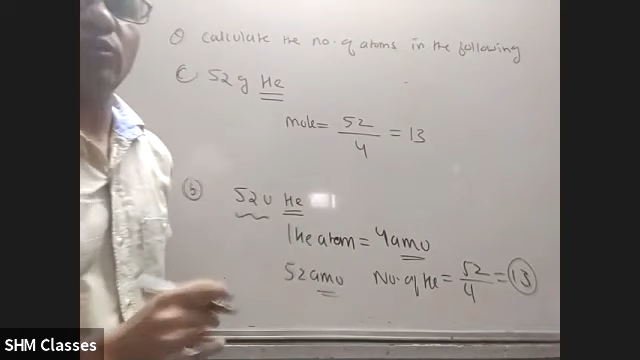 Q calculate the no. of atoms in the following
C 52 g He
mole = 52/4 = 13
(b) 52 u He
1 He atom = 4 amu
52 amu No. of He = 52/4 = 13
SHM Classes